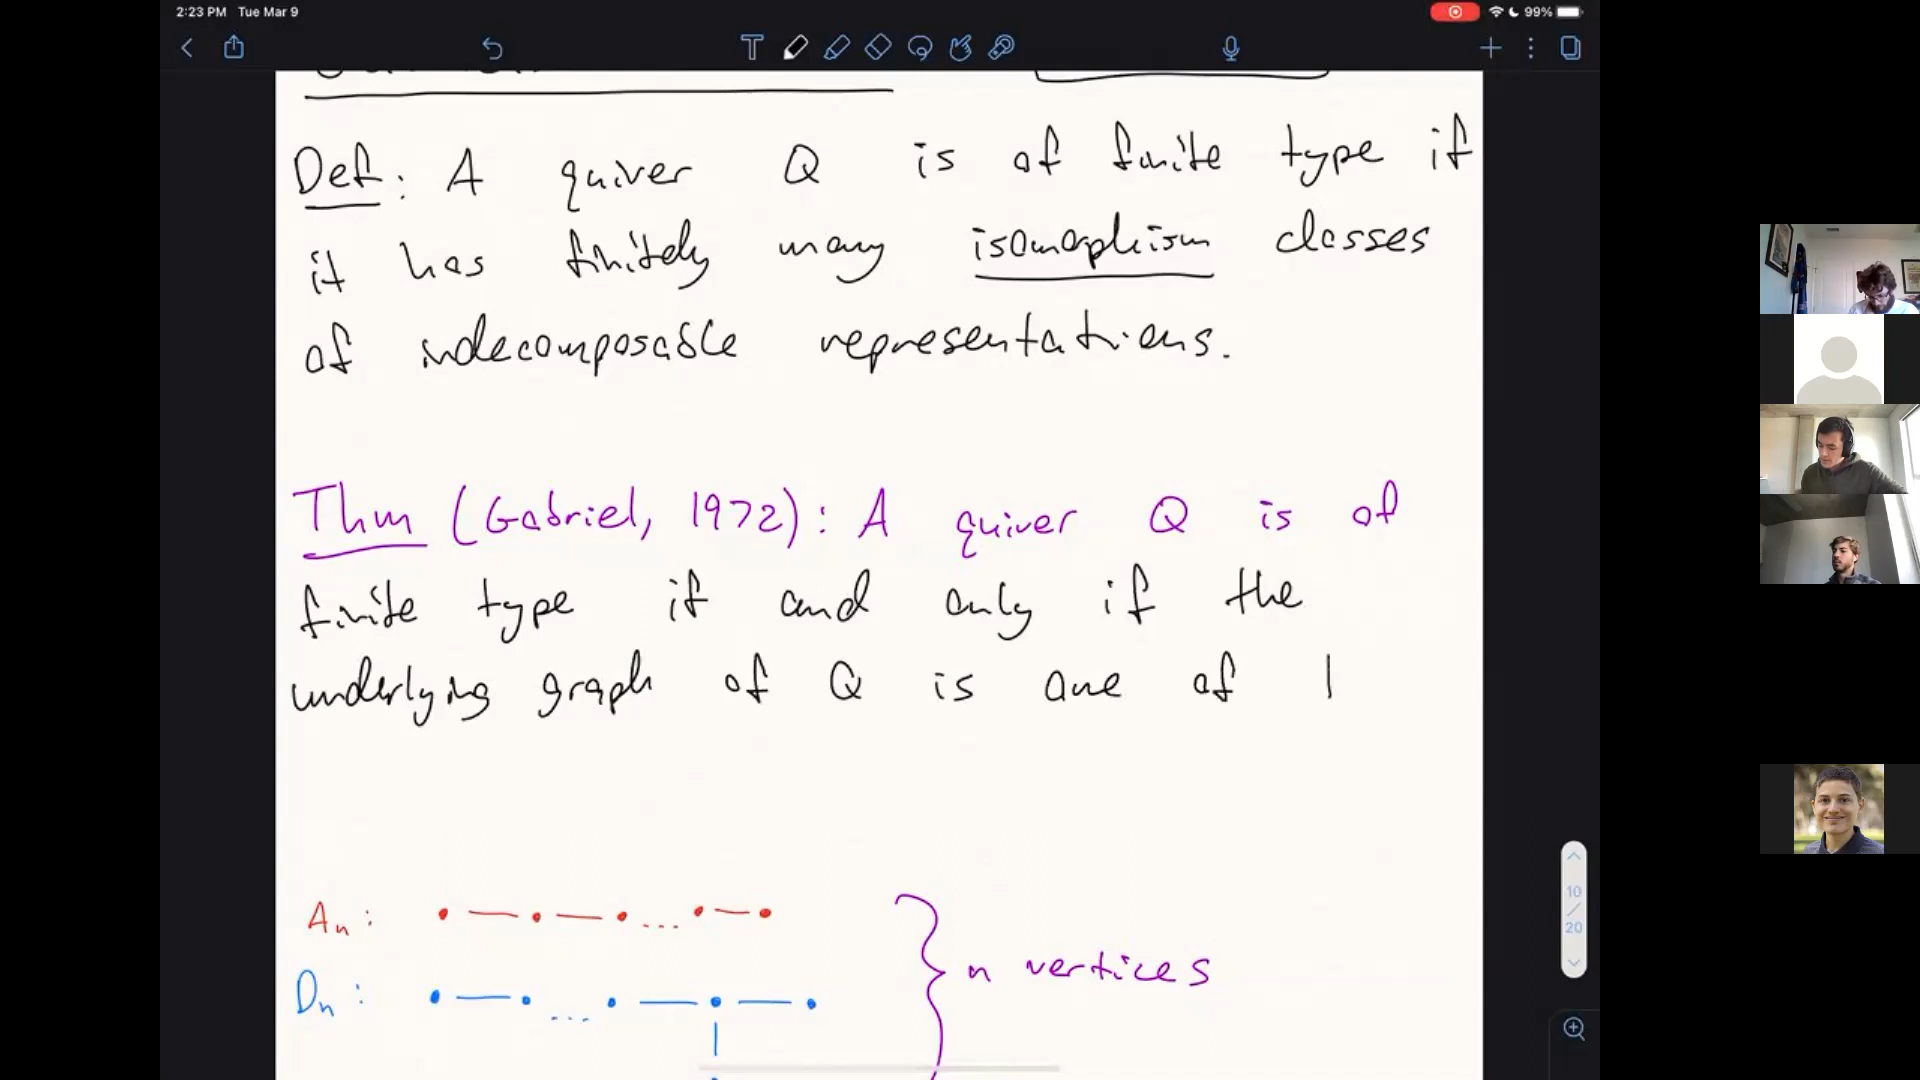 2:23 PM Tue Mar 9
99%
Def: A quiver Q is of finite type if
it has finitely many isomorphism classes
of indecomposable representations.
Thm (Gabriel, 1972): A quiver Q is of
finite type if and only if the
underlying graph of Q is one of
An:
...
n vertices
Dn:
...
10
/
20